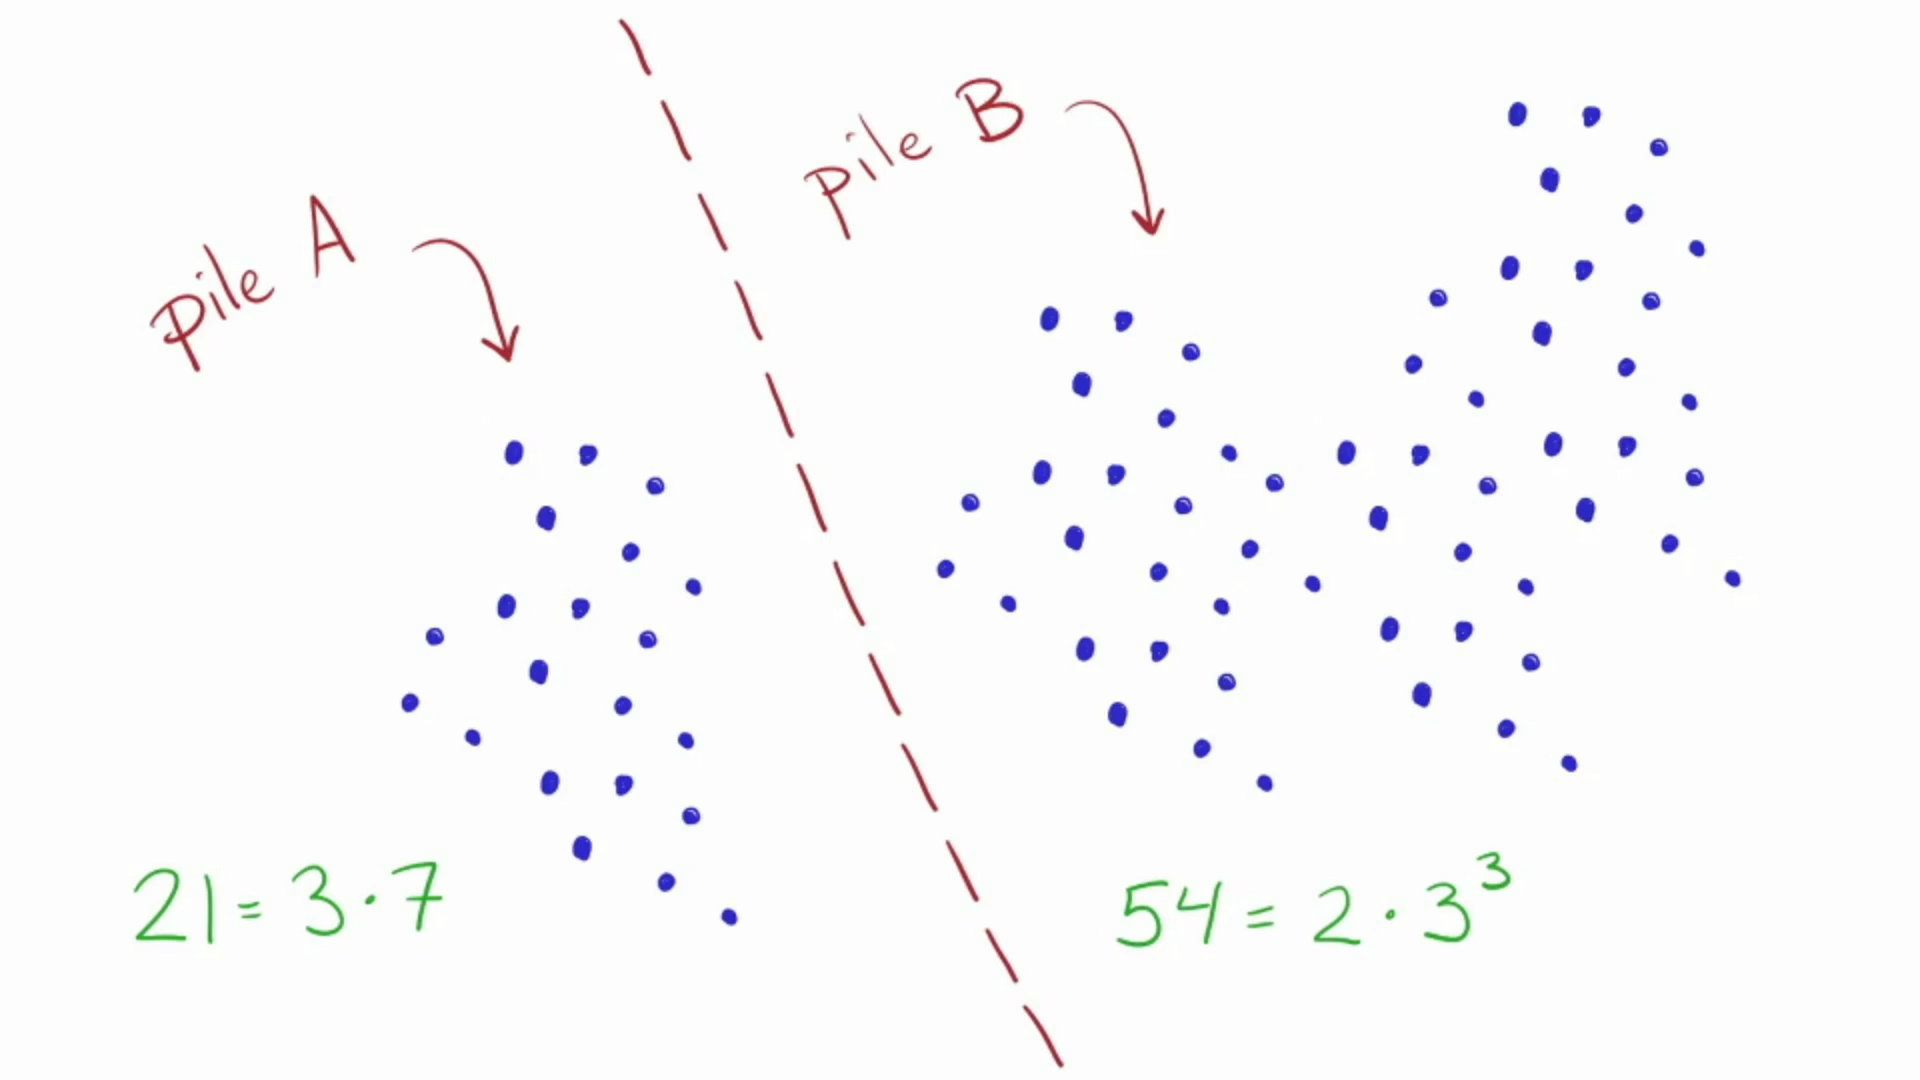 Pile A
Pile B
21 = 3 · 7
54 = 2 · 3³